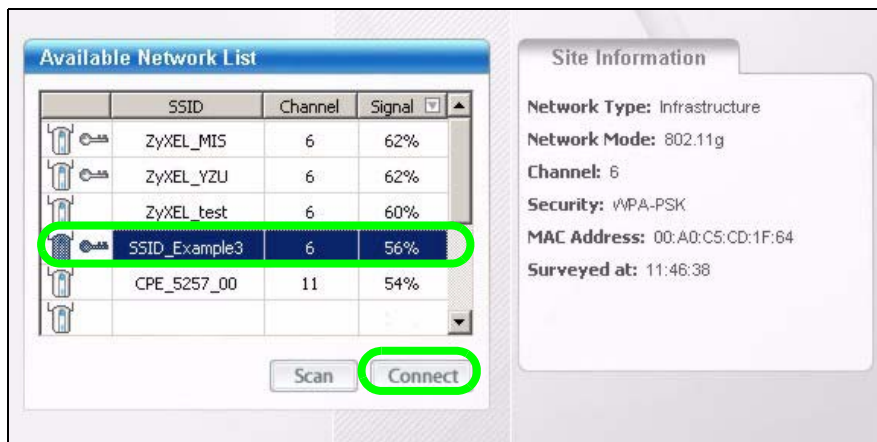 Available Network List
SSID Channel Signal
ZyXEL_MIS 6 62%
ZyXEL_YZU 6 62%
ZyXEL_test 6 60%
SSID_Example3 6 56%
CPE_5257_00 11 54%
Scan Connect
Site Information
Network Type: Infrastructure
Network Mode: 802.11g
Channel: 6
Security: WPA-PSK
MAC Address: 00:A0:C5:CD:1F:64
Surveyed at: 11:46:38